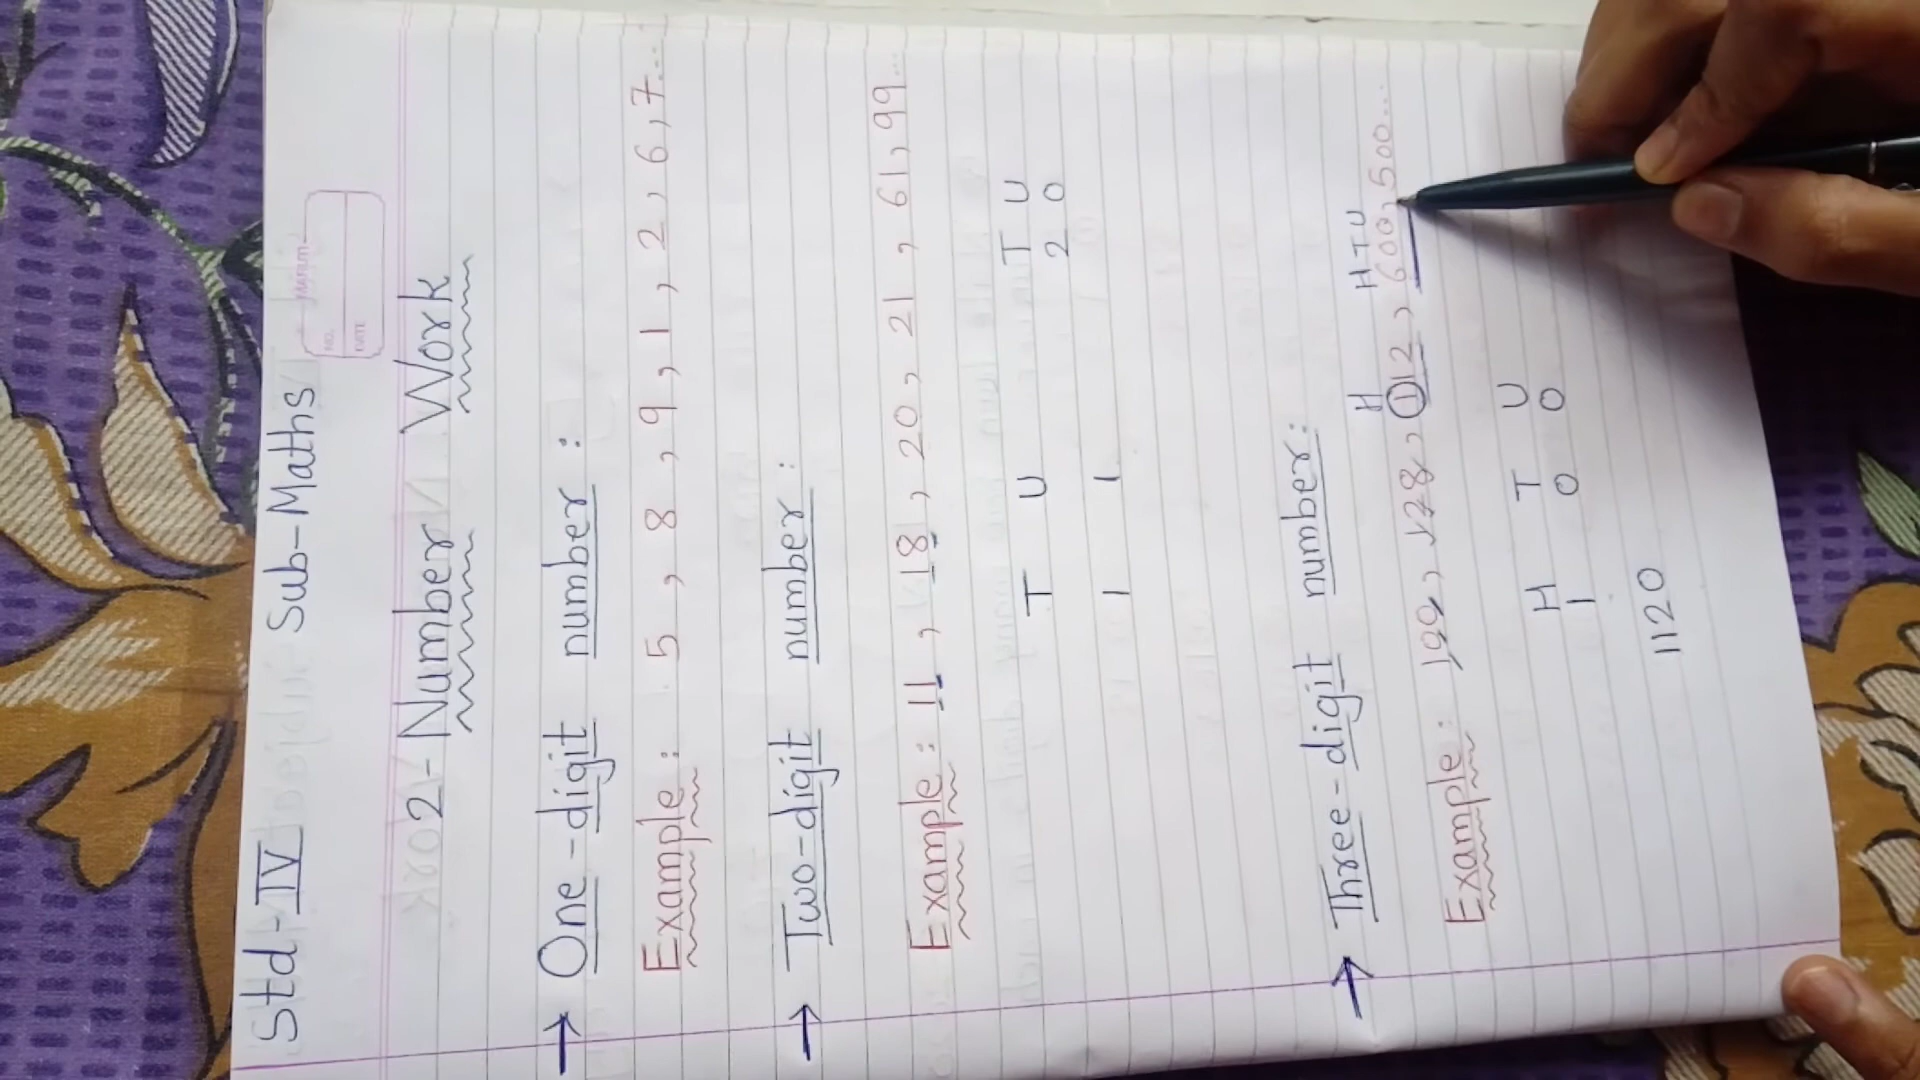 Std-IV Sub-Maths
NO.
DATE
2-Number Work
→ One-digit number :
Example : 5, 8, 9, 1, 2, 6, 7...
→ Two-digit number :
Example : 11, 18, 20, 21, 61, 99...
T U T U
1 1 2 0
→ Three-digit number :
H H T U
Example : 100, 128, 112, 600, 500...
H T U
1 0 0
1120